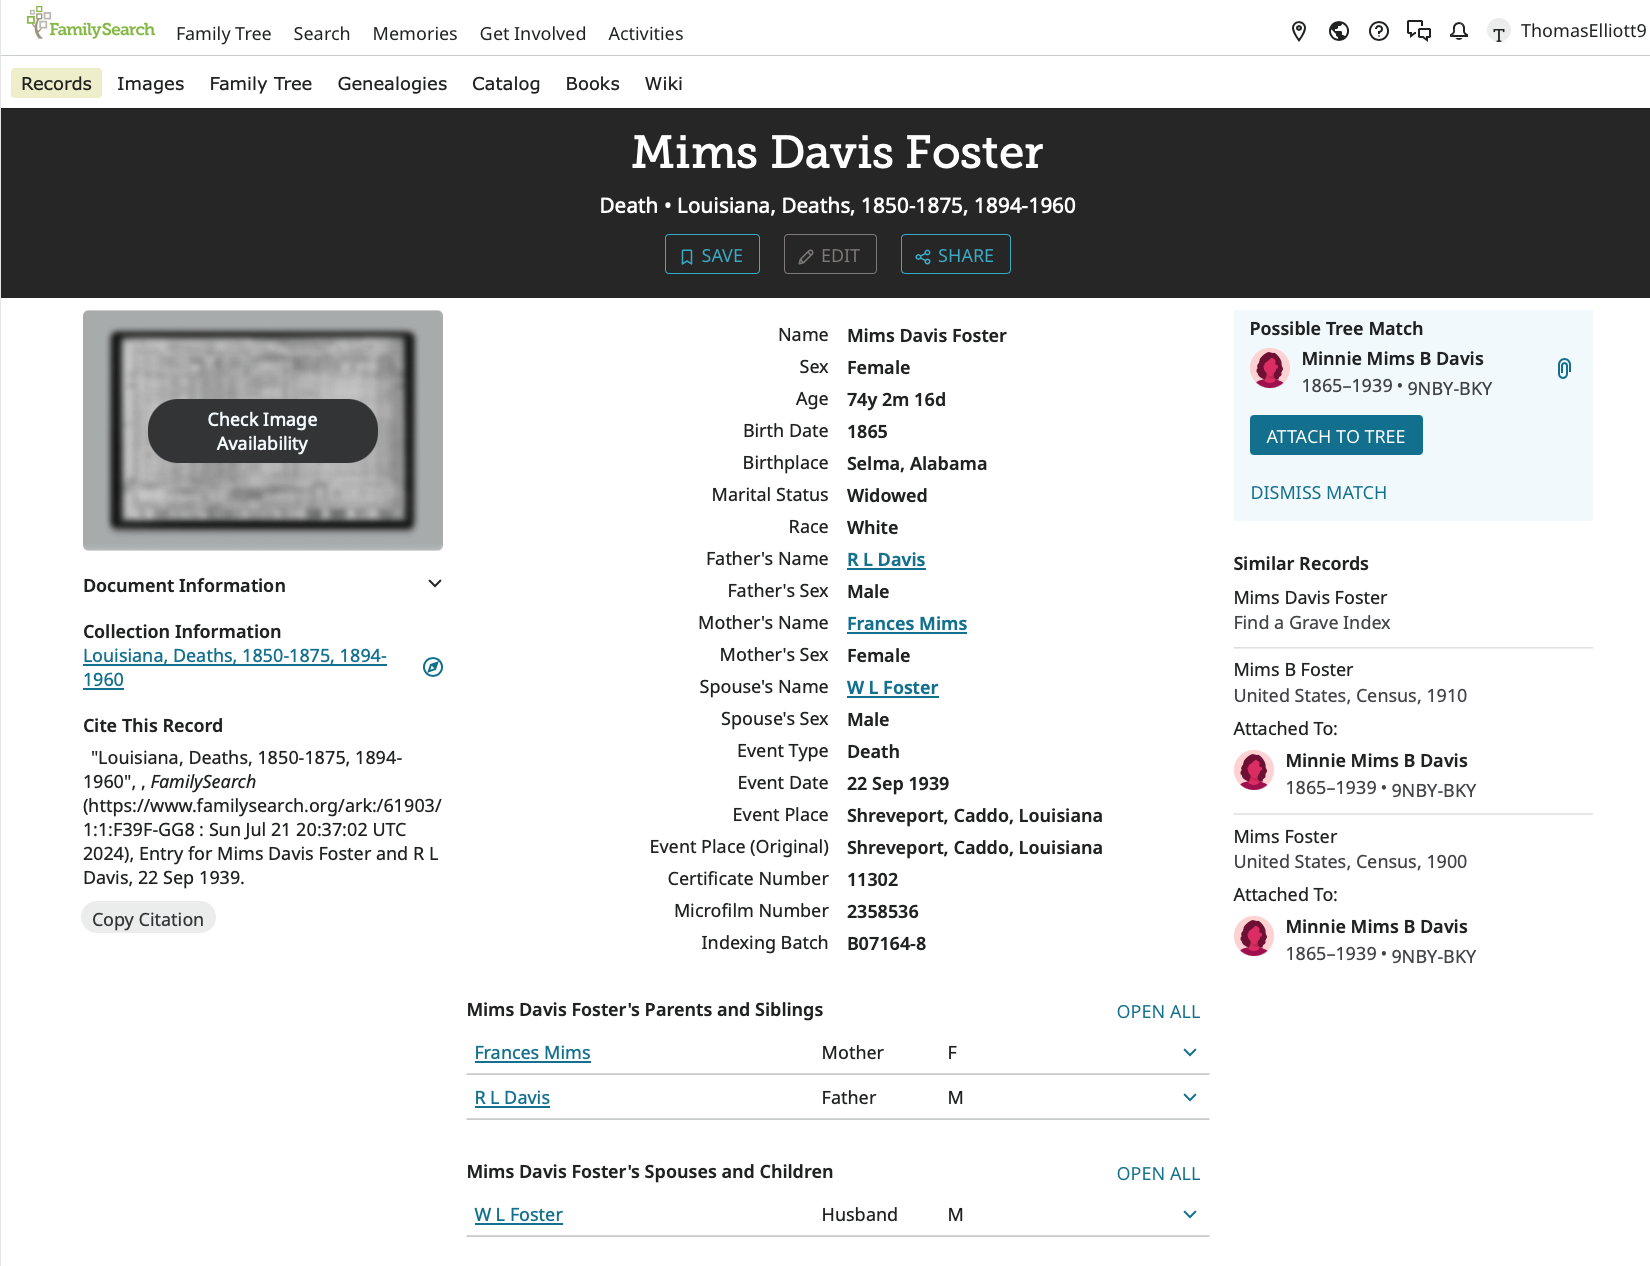 FamilySearch
Family Tree Search Memories Get Involved Activities
T ThomasElliott9
Records Images Family Tree Genealogies Catalog Books Wiki
Mims Davis Foster
Death • Louisiana, Deaths, 1850-1875, 1894-1960
SAVE EDIT SHARE
Check Image
Availability
Document Information
Collection Information
Louisiana, Deaths, 1850-1875, 1894-
1960
Cite This Record
"Louisiana, Deaths, 1850-1875, 1894-
1960", , FamilySearch
(https://www.familysearch.org/ark:/61903/
1:1:F39F-GG8 : Sun Jul 21 20:37:02 UTC
2024), Entry for Mims Davis Foster and R L
Davis, 22 Sep 1939.
Copy Citation
Name Mims Davis Foster
Sex Female
Age 74y 2m 16d
Birth Date 1865
Birthplace Selma, Alabama
Marital Status Widowed
Race White
Father's Name R L Davis
Father's Sex Male
Mother's Name Frances Mims
Mother's Sex Female
Spouse's Name W L Foster
Spouse's Sex Male
Event Type Death
Event Date 22 Sep 1939
Event Place Shreveport, Caddo, Louisiana
Event Place (Original) Shreveport, Caddo, Louisiana
Certificate Number 11302
Microfilm Number 2358536
Indexing Batch B07164-8
Mims Davis Foster's Parents and Siblings OPEN ALL
Frances Mims Mother F
R L Davis Father M
Mims Davis Foster's Spouses and Children OPEN ALL
W L Foster Husband M
Possible Tree Match
Minnie Mims B Davis
1865–1939 • 9NBY-BKY
ATTACH TO TREE
DISMISS MATCH
Similar Records
Mims Davis Foster
Find a Grave Index
Mims B Foster
United States, Census, 1910
Attached To:
Minnie Mims B Davis
1865–1939 • 9NBY-BKY
Mims Foster
United States, Census, 1900
Attached To:
Minnie Mims B Davis
1865–1939 • 9NBY-BKY